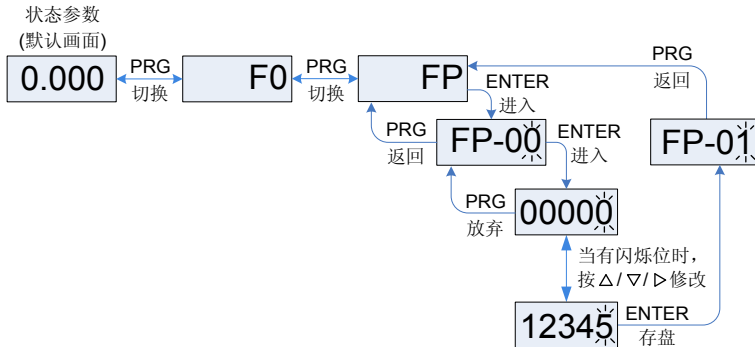 状态参数
(默认画面)
0.000
PRG
切换
F0
PRG
切换
FP
ENTER
进入
PRG
返回
PRG
返回
FP-00
ENTER
进入
FP-01
PRG
放弃
00000
当有闪烁位时，
按△/▽/▷修改
12345
ENTER
存盘